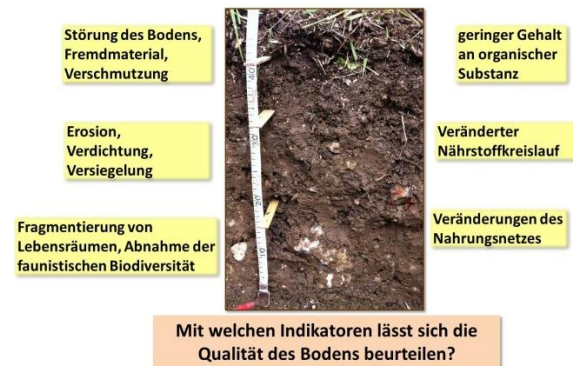 Störung des Bodens,
Fremdmaterial,
Verschmutzung
geringer Gehalt
an organischer
Substanz
Erosion,
Verdichtung,
Versiegelung
Veränderter
Nährstoffkreislauf
Fragmentierung von
Lebensräumen, Abnahme der
faunistischen Biodiversität
Veränderungen des
Nahrungsnetzes
Mit welchen Indikatoren lässt sich die
Qualität des Bodens beurteilen?